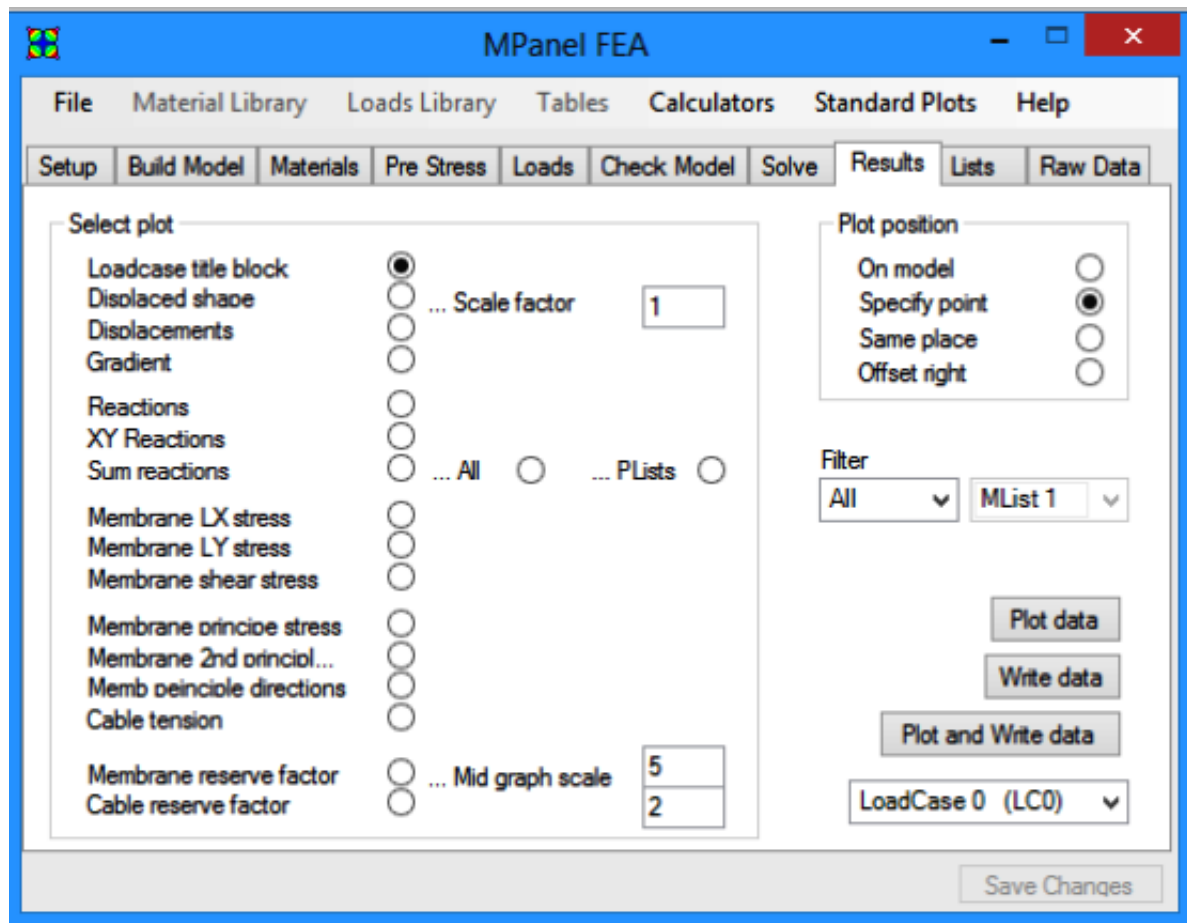 MPanel FEA
File Material Library Loads Library Tables Calculators Standard Plots Help
Setup Build Model Materials Pre Stress Loads Check Model Solve Results Lists Raw Data
Select plot
Loadcase title block
Displaced shape ... Scale factor 1
Displacements
Gradient
Reactions
XY Reactions
Sum reactions ... All ... PLists
Membrane LX stress
Membrane LY stress
Membrane shear stress
Membrane principe stress
Membrane 2nd principl...
Memb peinciple directions
Cable tension
Membrane reserve factor ... Mid graph scale 5
Cable reserve factor 2
Plot position
On model
Specify point
Same place
Offset right
Filter
All MList 1
Plot data
Write data
Plot and Write data
LoadCase 0 (LC0)
Save Changes